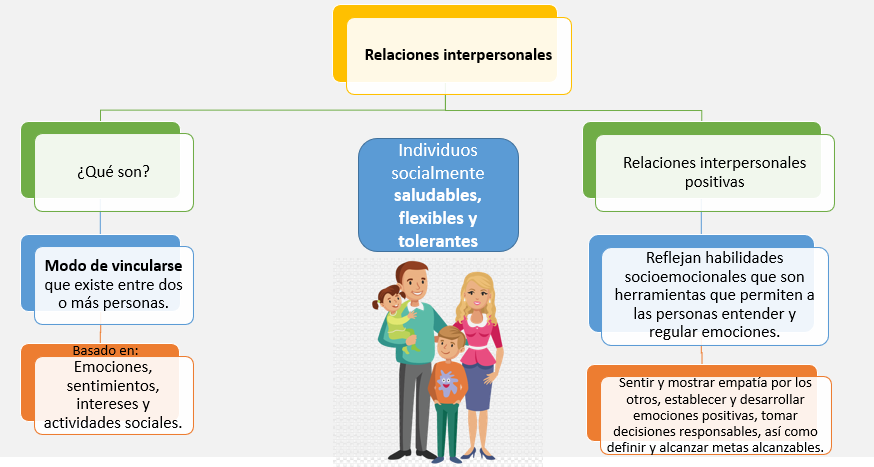 Relaciones interpersonales
¿Qué son?
Modo de vincularse
que existe entre dos
o más personas.
Basado en:
Emociones,
sentimientos,
intereses y
actividades sociales.
Individuos
socialmente
saludables,
flexibles y
tolerantes
Relaciones interpersonales
positivas
Reflejan habilidades
socioemocionales que son
herramientas que permiten a
las personas entender y
regular emociones.
Sentir y mostrar empatía por los
otros, establecer y desarrollar
emociones positivas, tomar
decisiones responsables, así como
definir y alcanzar metas alcanzables.